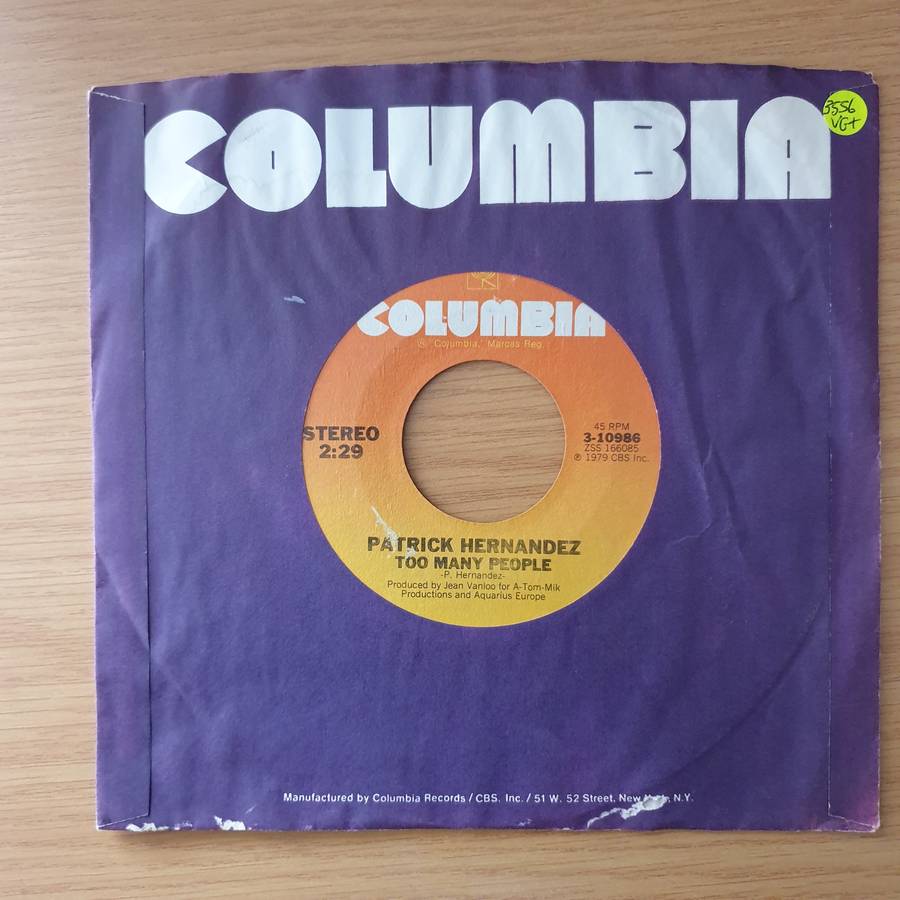 COLUMBIA
3556
VG+
COLUMBIA
® "Columbia," Marcas Reg.
STEREO
2:29
45 RPM
3-10986
ZSS 166085
℗ 1979 CBS Inc.
PATRICK HERNANDEZ
TOO MANY PEOPLE
-P. Hernandez-
Produced by Jean Vanloo for A-Tom-Mik
Productions and Aquarius Europe
Manufactured by Columbia Records / CBS. Inc. / 51 W. 52 Street, New N.Y.